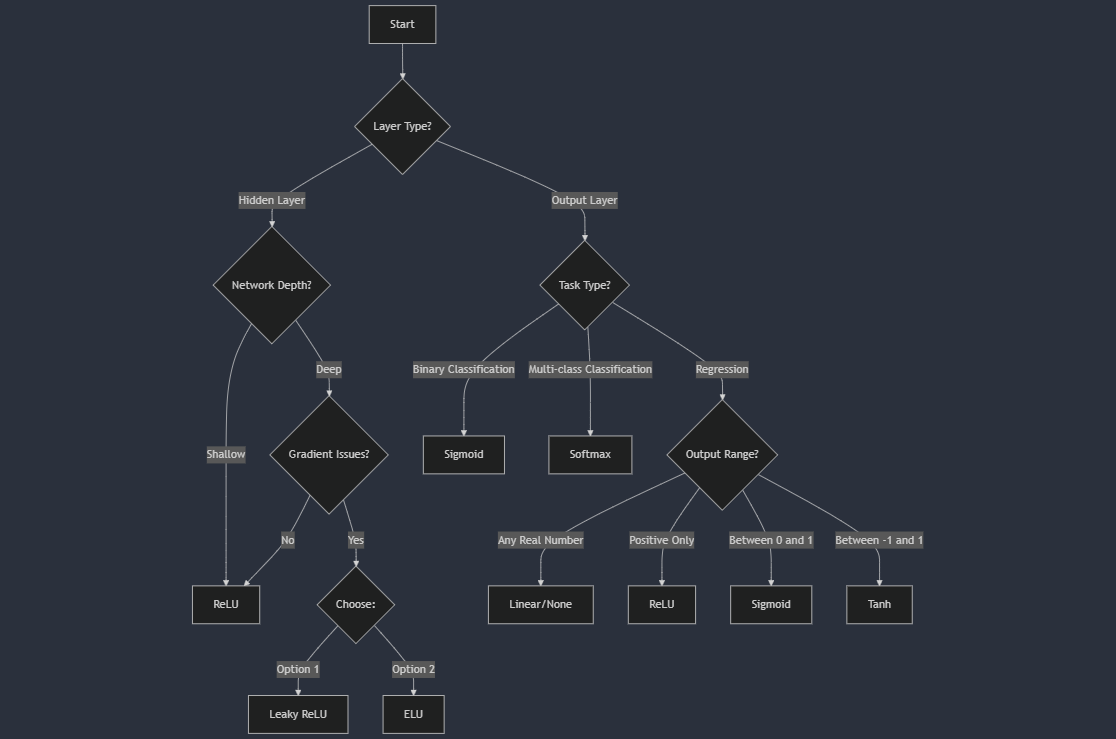 Start
Layer Type?
Hidden Layer
Output Layer
Network Depth?
Task Type?
Deep
Binary Classification
Multi-class Classification
Regression
Shallow
Gradient Issues?
Sigmoid
Softmax
Output Range?
No
Yes
Any Real Number
Positive Only
Between 0 and 1
Between -1 and 1
ReLU
Choose:
Linear/None
ReLU
Sigmoid
Tanh
Option 1
Option 2
Leaky ReLU
ELU